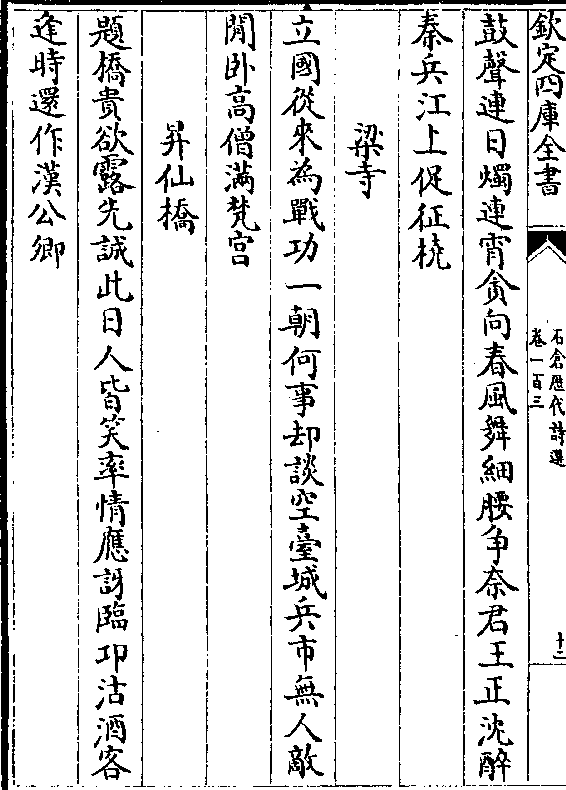 欽定四庫全書
石倉歴代詩選
卷一百三
十二
鼓聲連日燭連宵貪向春風舞細腰争奈君王正沈醉
秦兵江上促征橈
梁寺
立國從來為戰功一朝何事却談空臺城兵市無人敵
閒卧高僧滿梵宫
昇仙橋
題橋貴欲露先誠此日人皆笑率情應訝臨邛沽酒客
逢時還作漢公卿